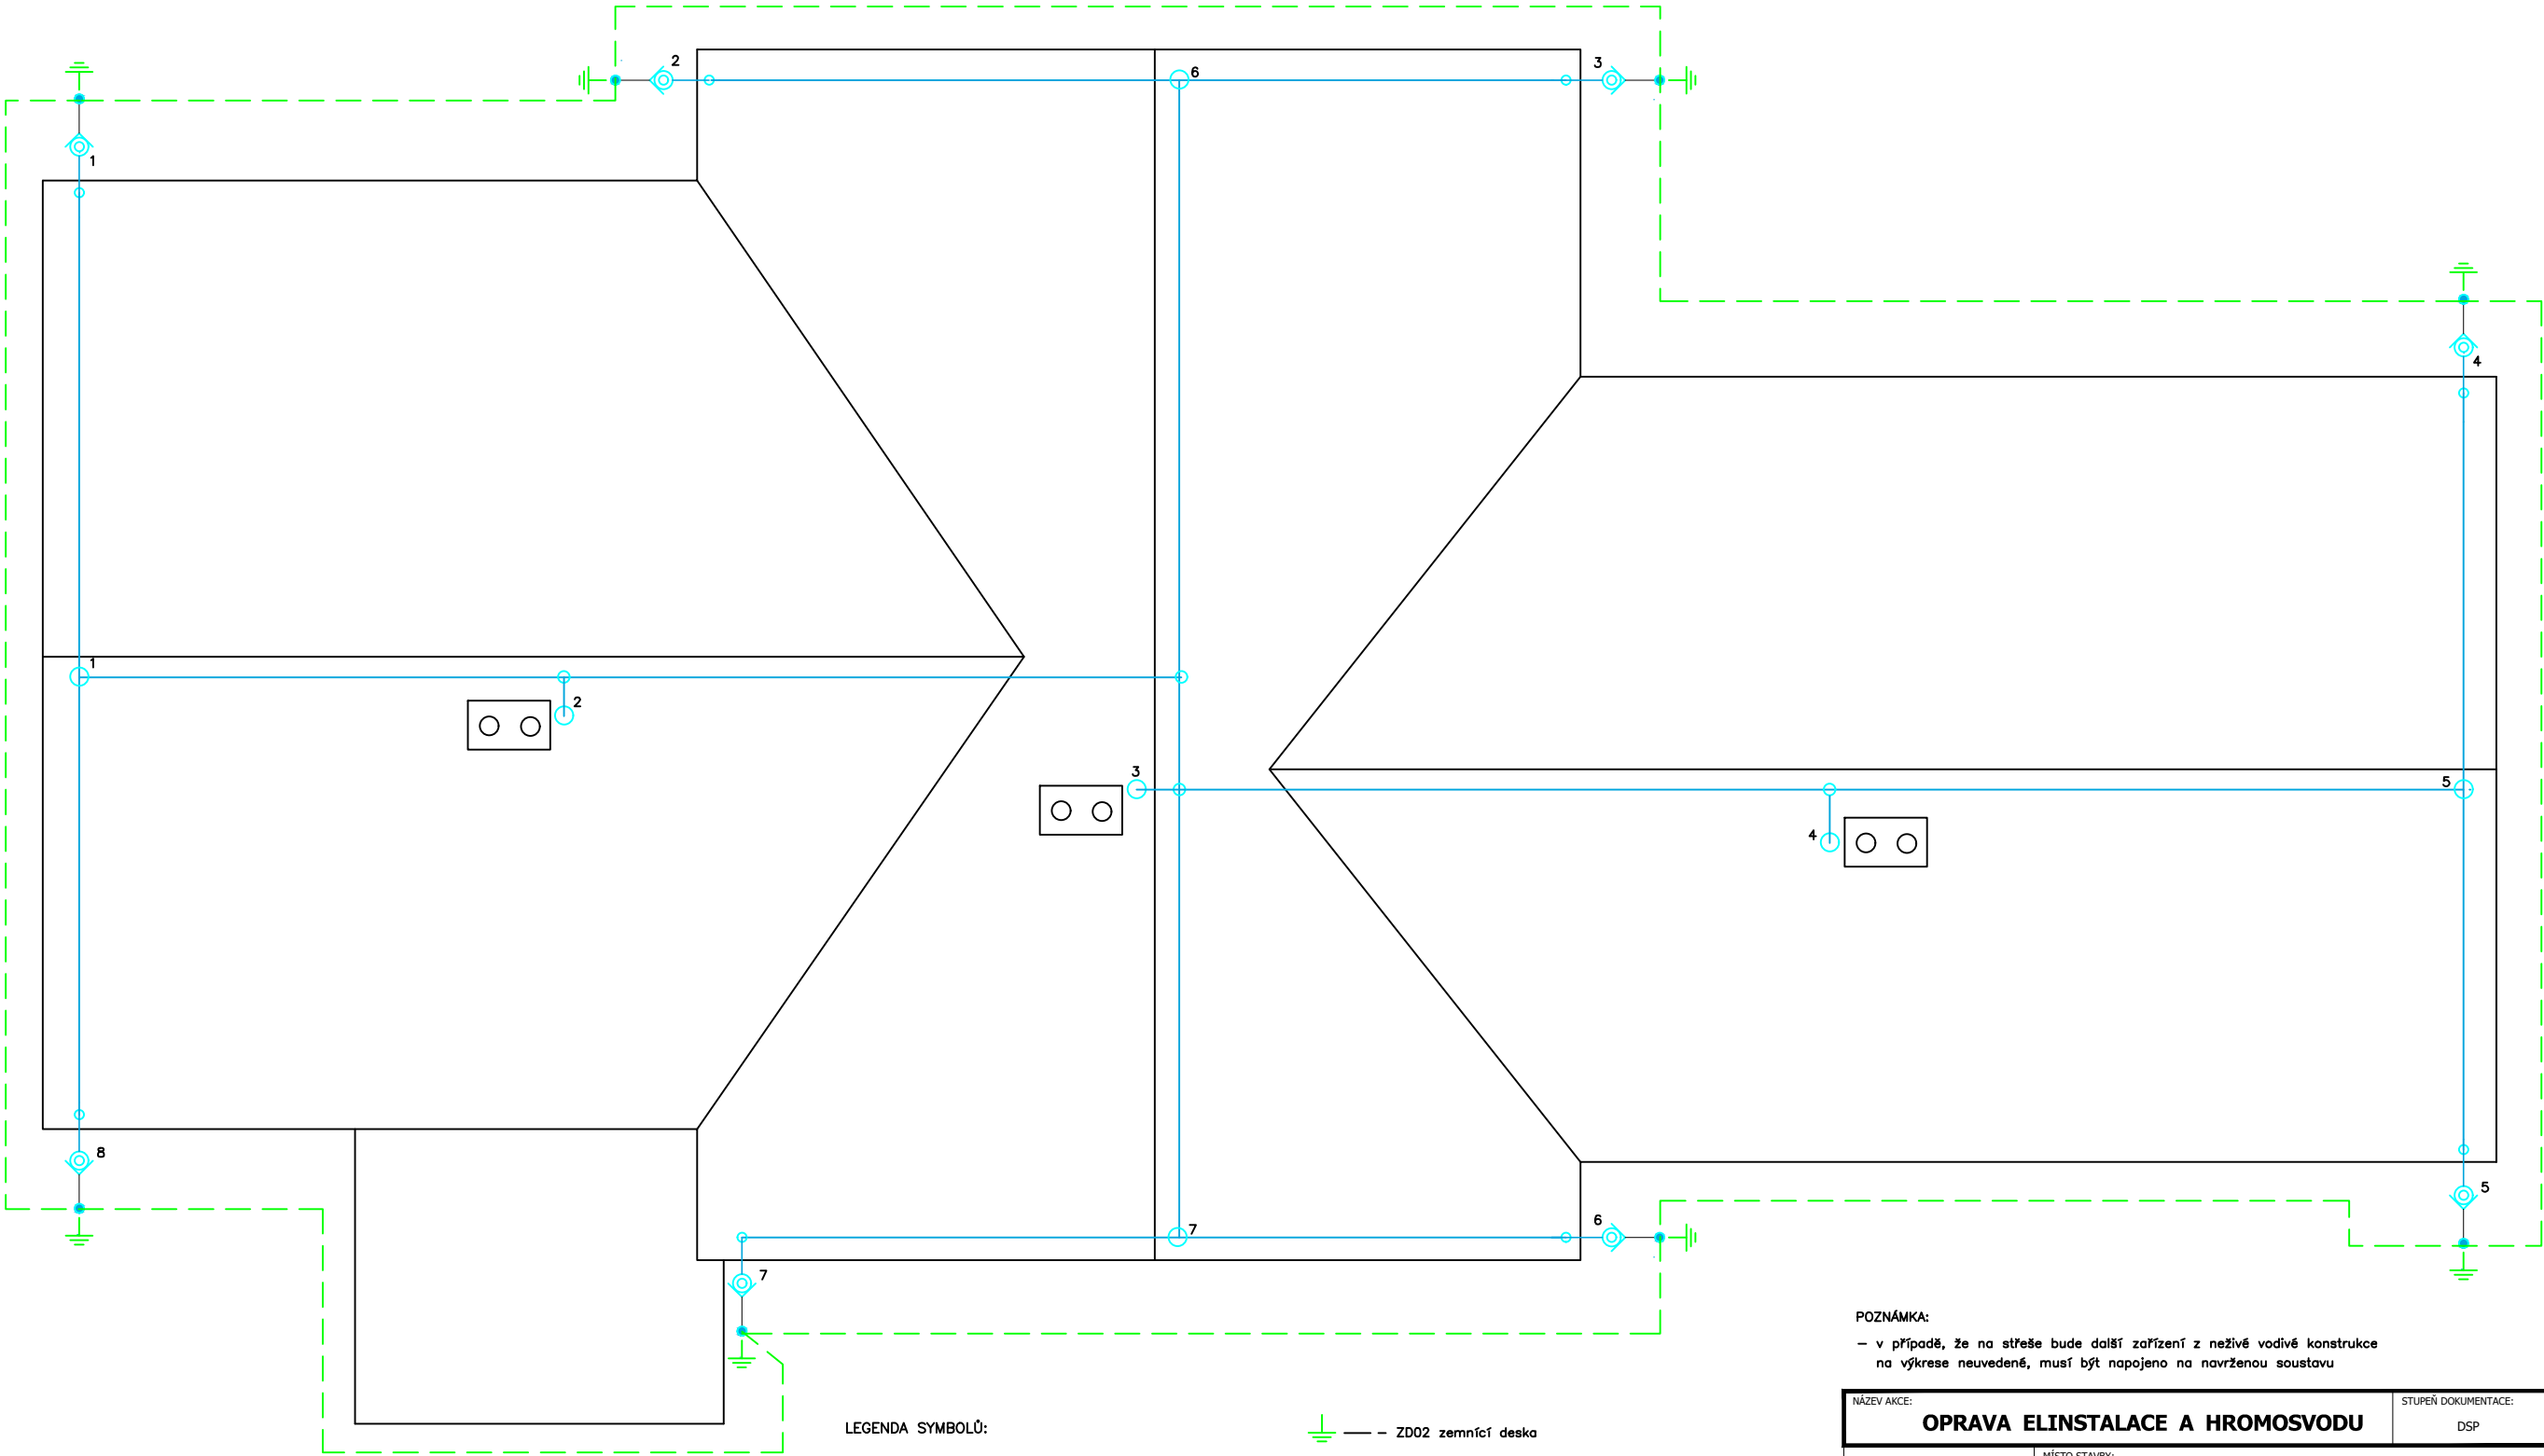 2
6
3
1
4
1
2
3
5
4
8
7
6
5
7
POZNÁMKA:
– v případě, že na střeše bude další zařízení z neživé vodivé konstrukce
na výkrese neuvedené, musí být napojeno na navrženou soustavu
NÁZEV AKCE:
OPRAVA ELINSTALACE A HROMOSVODU
STUPEŇ DOKUMENTACE:
DSP
LEGENDA SYMBOLŮ:
– ZD02 zemnící deska
MÍSTO STAVBY: